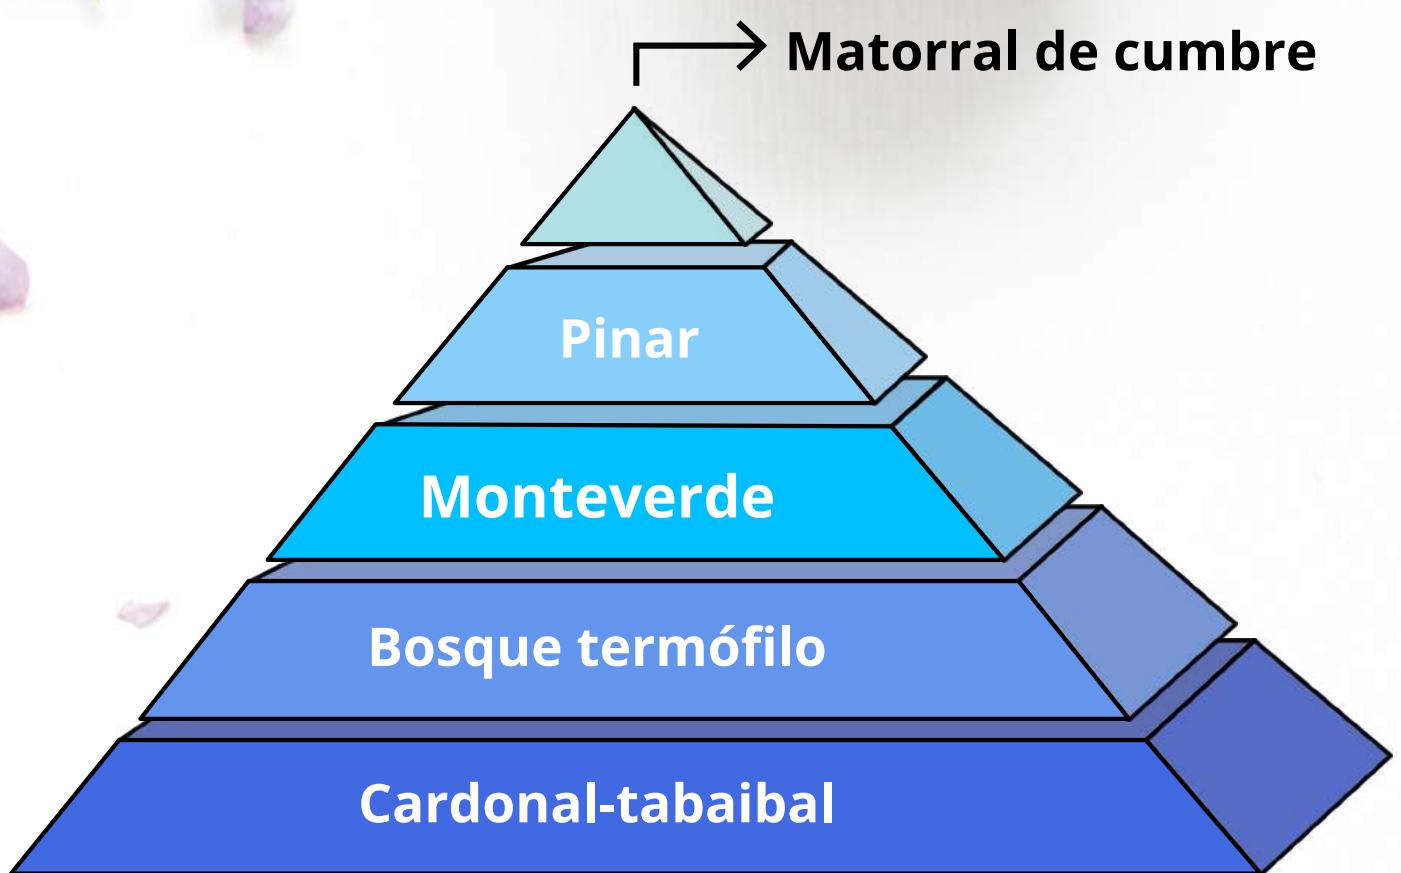 Matorral de cumbre
Pinar
Monteverde
Bosque termófilo
Cardonal-tabaibal